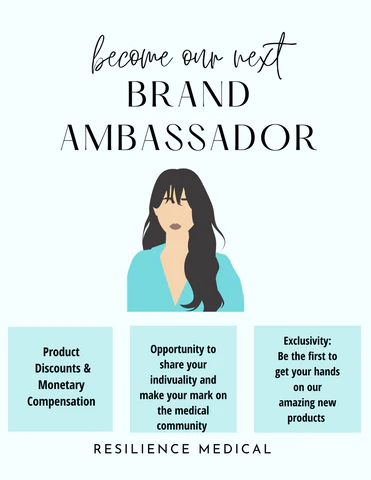 become our next
BRAND
AMBASSADOR
Product
Discounts &
Monetary
Compensation
Opportunity to
share your
indivuality and
make your mark on
the medical
community
Exclusivity:
Be the first to
get your hands
on our
amazing new
products
RESILIENCE MEDICAL